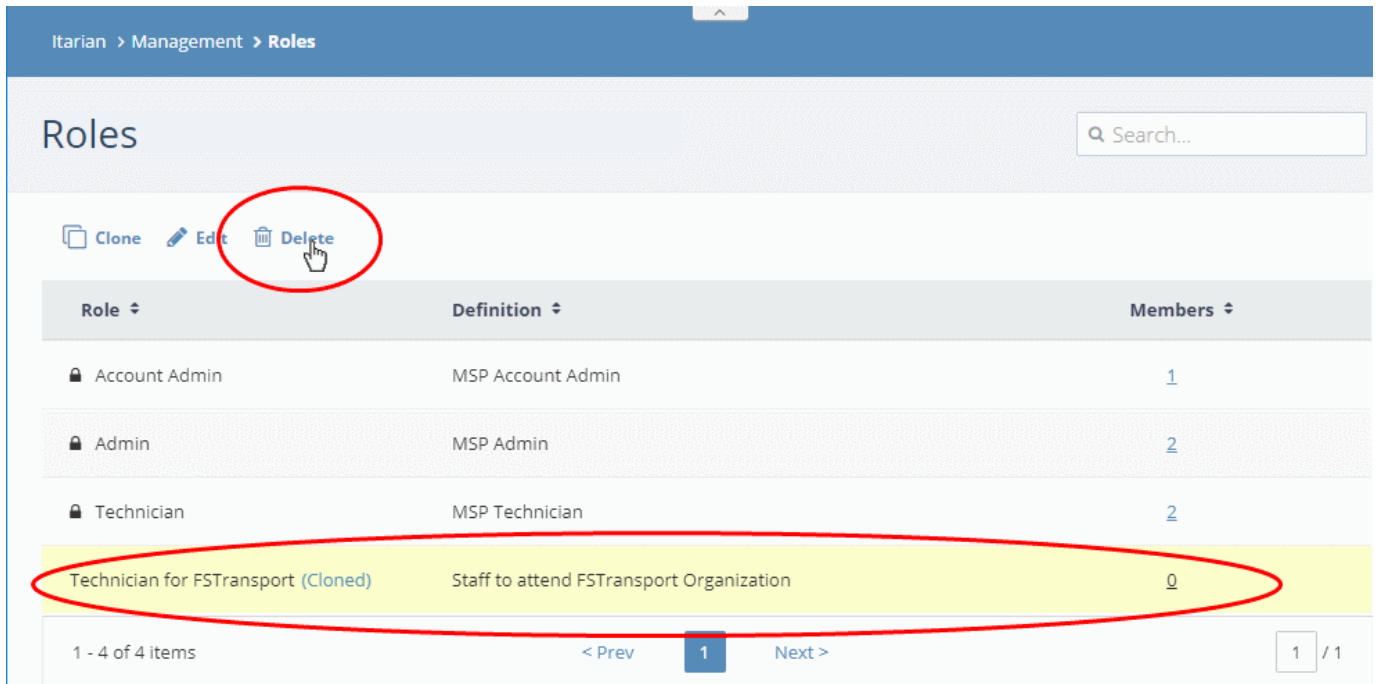 Itarian > Management > Roles
Roles
Search...
Clone Edit Delete
Role Definition Members
Account Admin MSP Account Admin 1
Admin MSP Admin 2
Technician MSP Technician 2
Technician for FSTransport (Cloned) Staff to attend FSTransport Organization 0
1 - 4 of 4 items < Prev 1 Next > 1 / 1